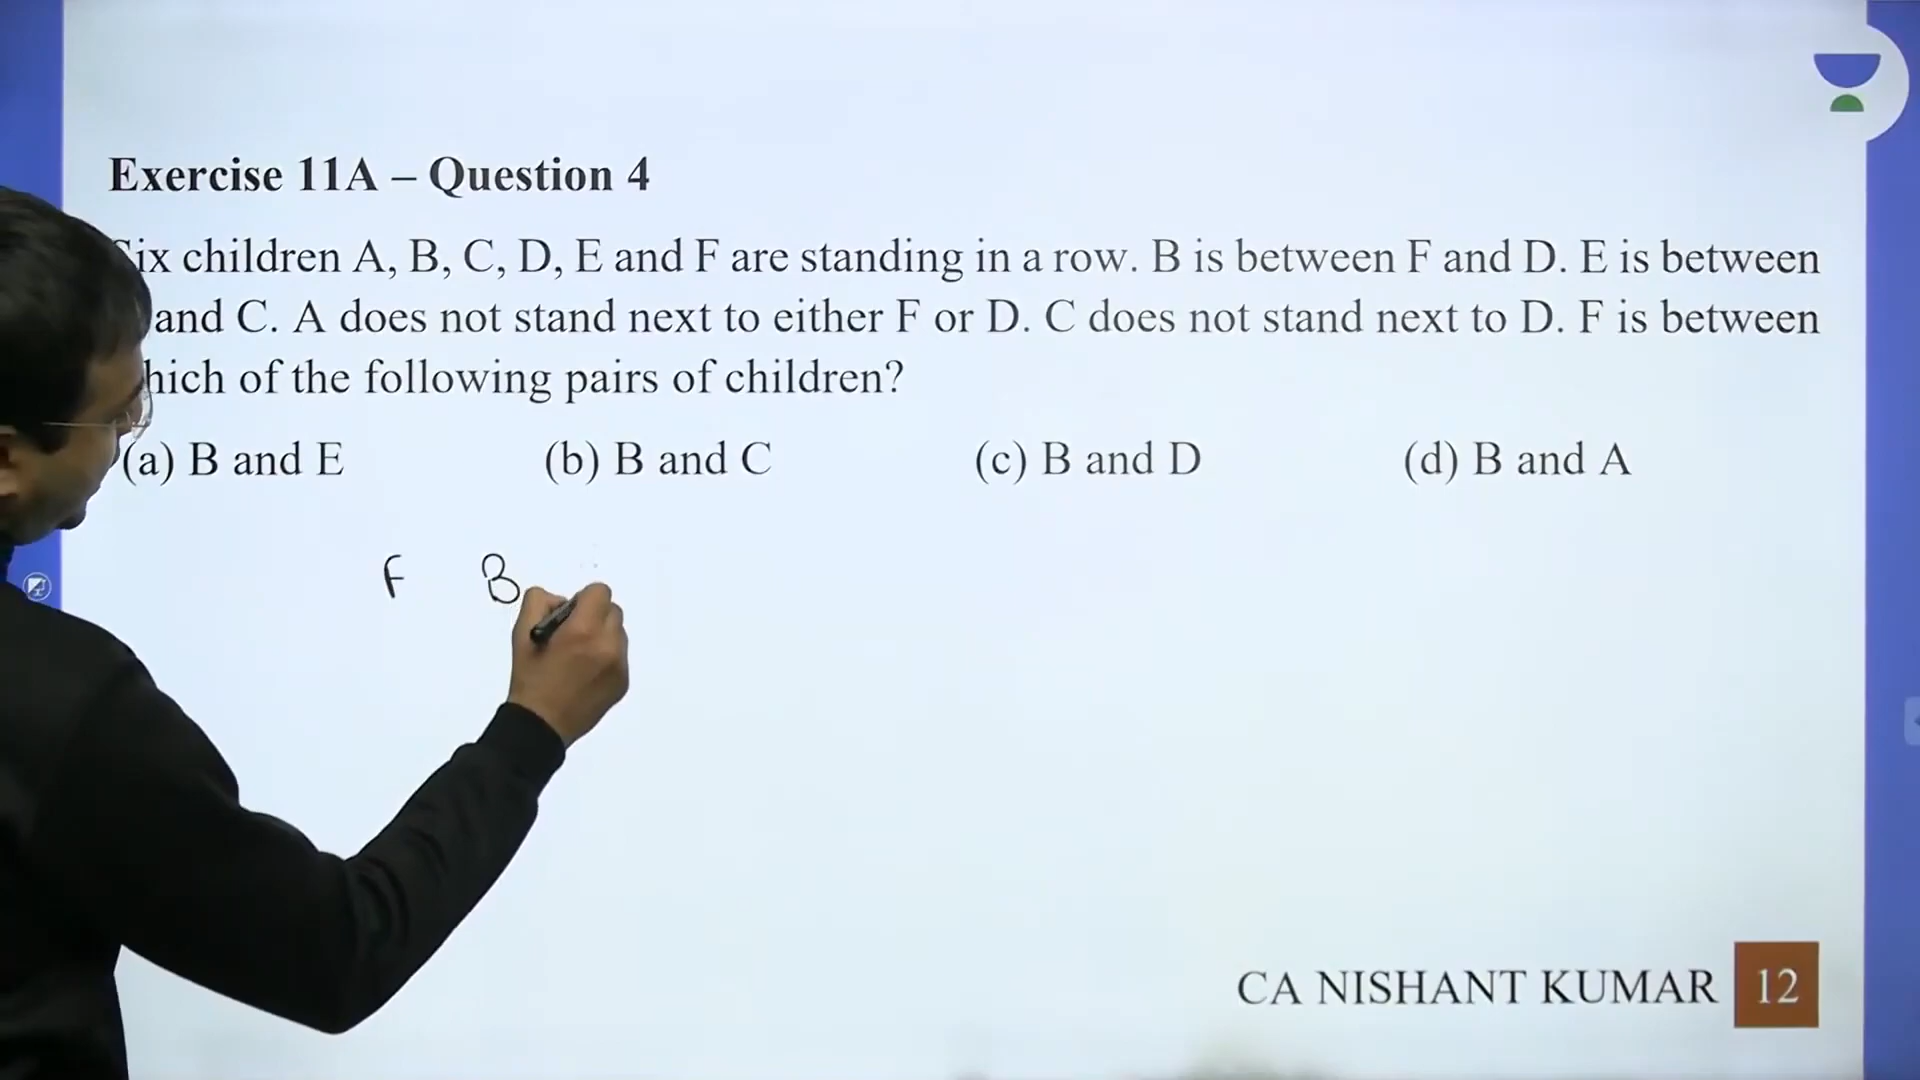 Exercise 11A – Question 4
Six children A, B, C, D, E and F are standing in a row. B is between F and D. E is between
and C. A does not stand next to either F or D. C does not stand next to D. F is between
which of the following pairs of children?
(a) B and E (b) B and C (c) B and D (d) B and A
F B
CA NISHANT KUMAR 12